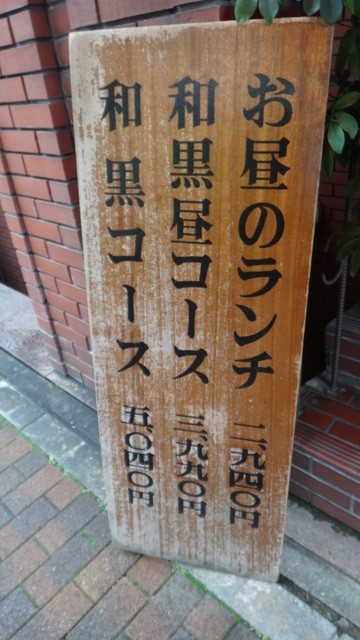 お昼のランチ 二、九四〇円
和黒昼コース 三、九九〇円
和黒コース 五、〇四〇円